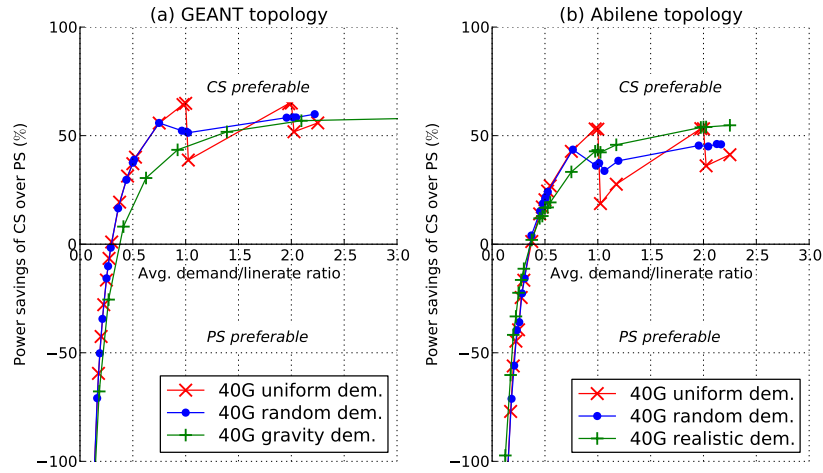 (a) GEANT topology
(b) Abilene topology
100
50
0
−50
−100
Power savings of CS over PS (%)
CS preferable
0.0 0.5 1.0 1.5 2.0 2.5 3.0
Avg. demand/linerate ratio
PS preferable
40G uniform dem.
40G random dem.
40G gravity dem.
100
50
0
−50
−100
Power savings of CS over PS (%)
CS preferable
0.0 0.5 1.0 1.5 2.0 2.5 3.0
Avg. demand/linerate ratio
PS preferable
40G uniform dem.
40G random dem.
40G realistic dem.